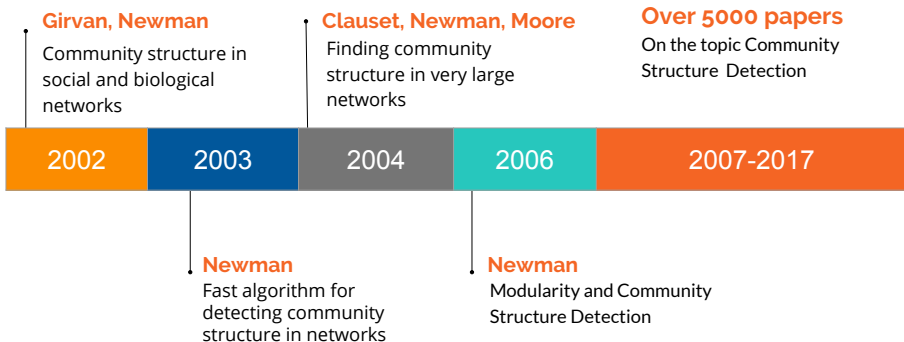 Girvan, Newman
Community structure in
social and biological
networks
Clauset, Newman, Moore
Finding community
structure in very large
networks
Over 5000 papers
On the topic Community
Structure Detection
2002
2003
2004
2006
2007-2017
Newman
Fast algorithm for
detecting community
structure in networks
Newman
Modularity and Community
Structure Detection